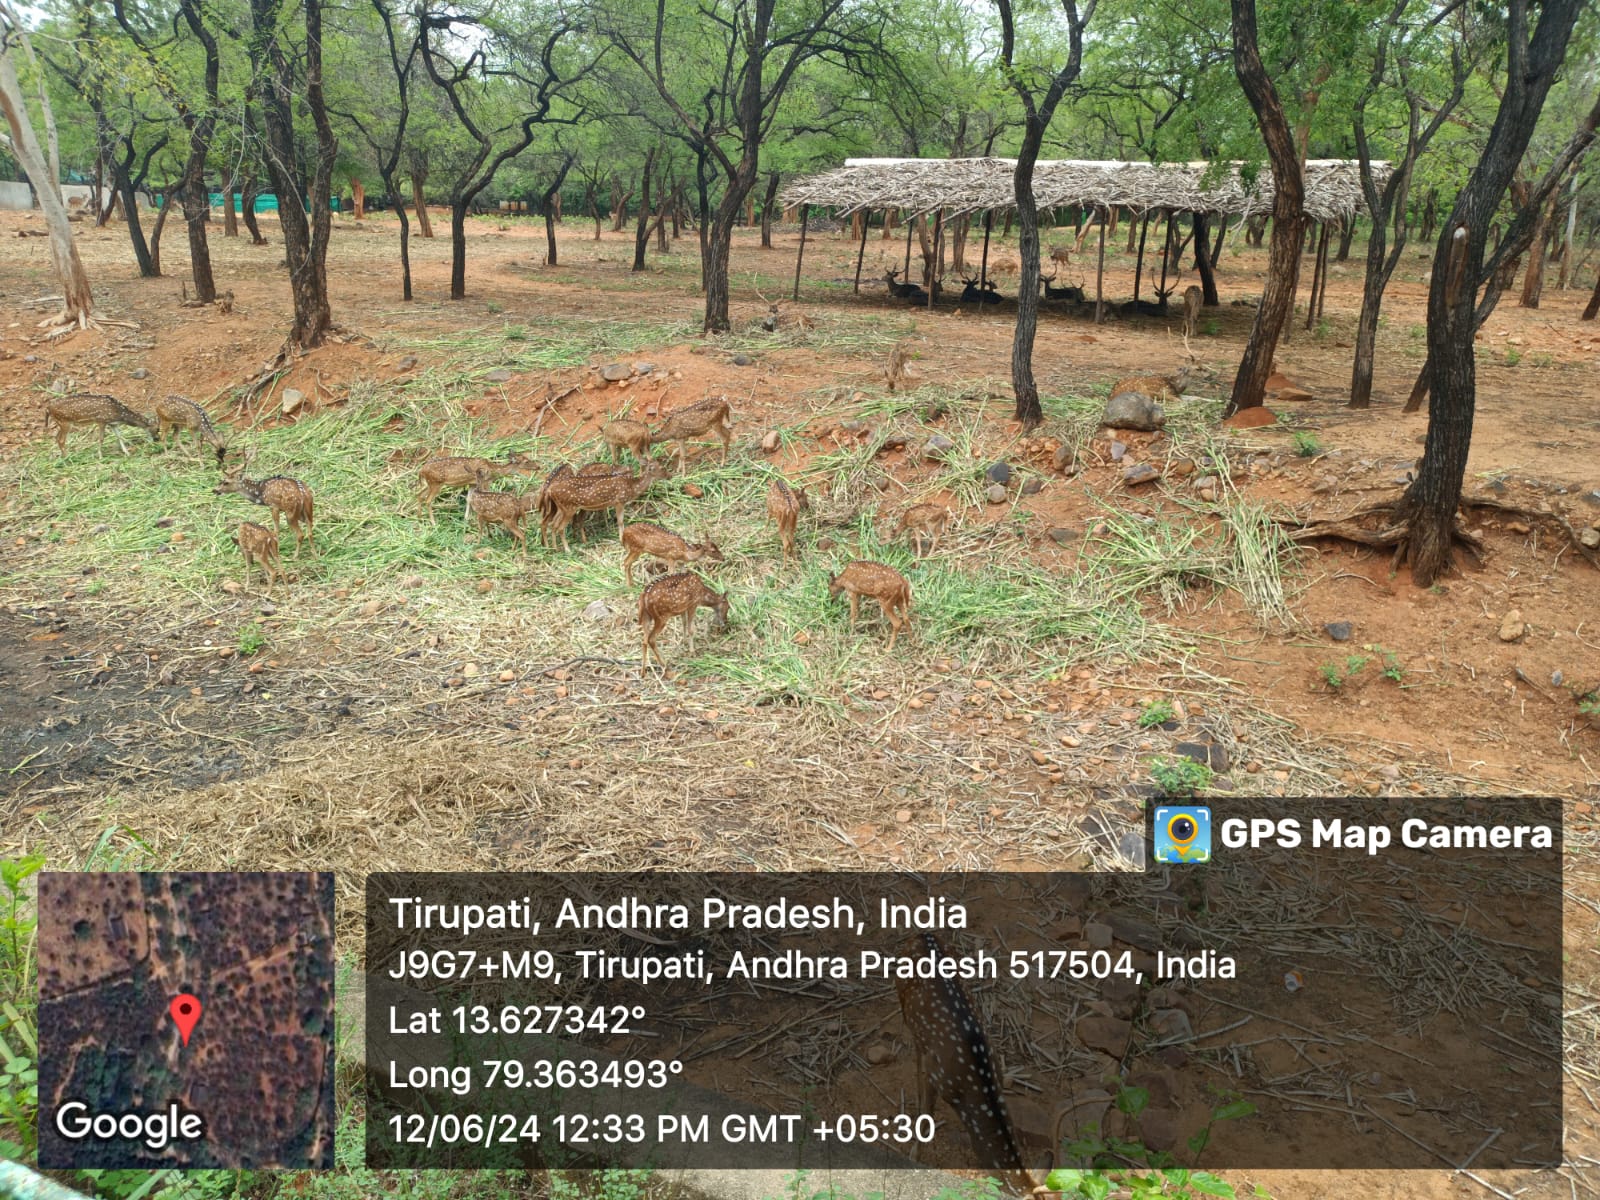 GPS Map Camera
Tirupati, Andhra Pradesh, India
J9G7+M9, Tirupati, Andhra Pradesh 517504, India
Lat 13.627342°
Long 79.363493°
12/06/24 12:33 PM GMT +05:30
Google